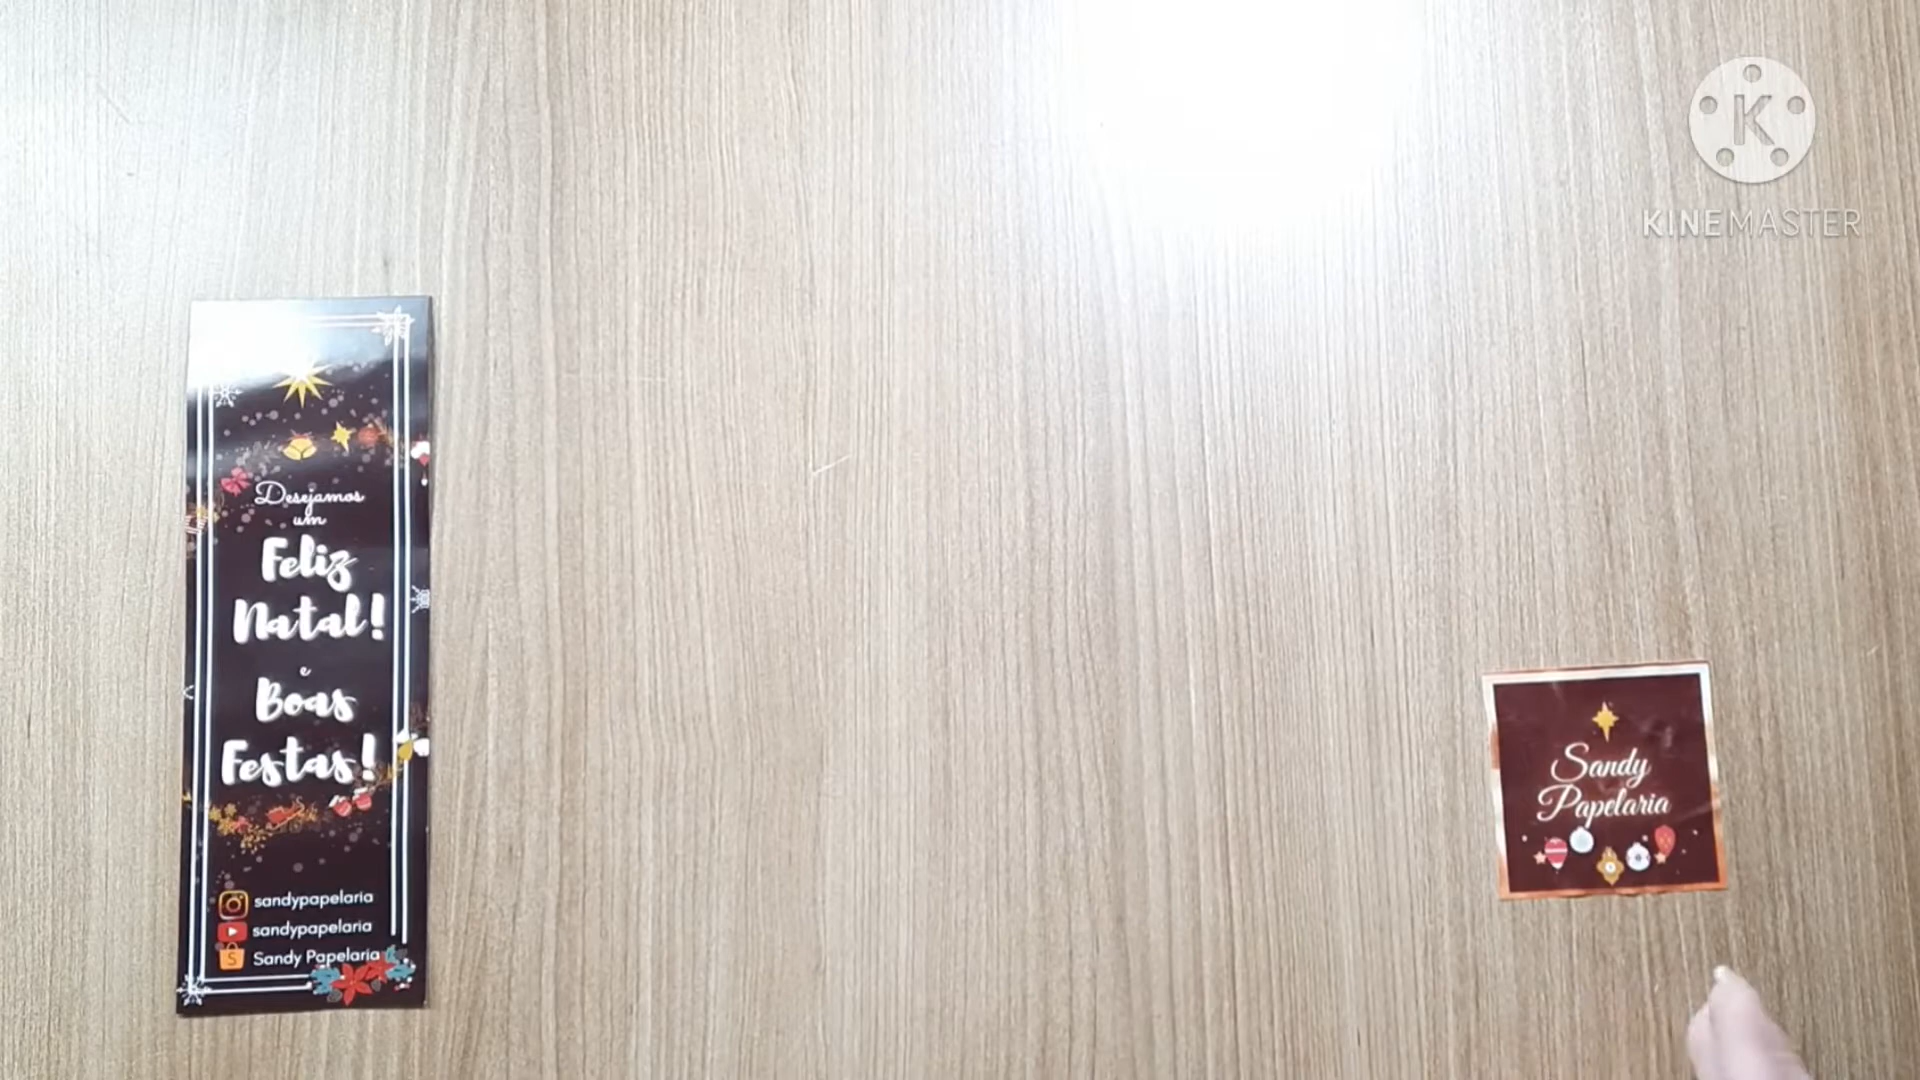 K
KINEMASTER
Desejamos
um
Feliz
Natal!
e
Boas
Festas!
sandypapelaria
sandypapelaria
S Sandy Papelaria
Sandy
Papelaria